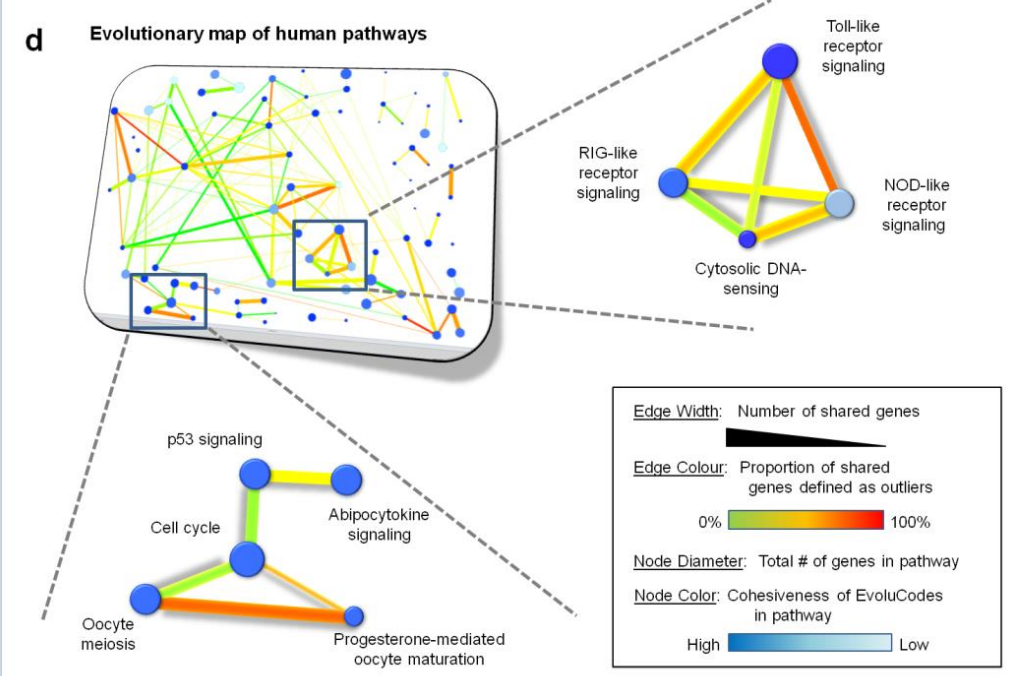 d
Evolutionary map of human pathways
Toll-like
receptor
signaling
RIG-like
receptor
signaling
NOD-like
receptor
signaling
Cytosolic DNA-
sensing
p53 signaling
Cell cycle
Abipocytokine
signaling
Oocyte
meiosis
Progesterone-mediated
oocyte maturation
Edge Width: Number of shared genes
Edge Colour: Proportion of shared
genes defined as outliers
0% 100%
Node Diameter: Total # of genes in pathway
Node Color: Cohesiveness of EvoluCodes
in pathway
High Low